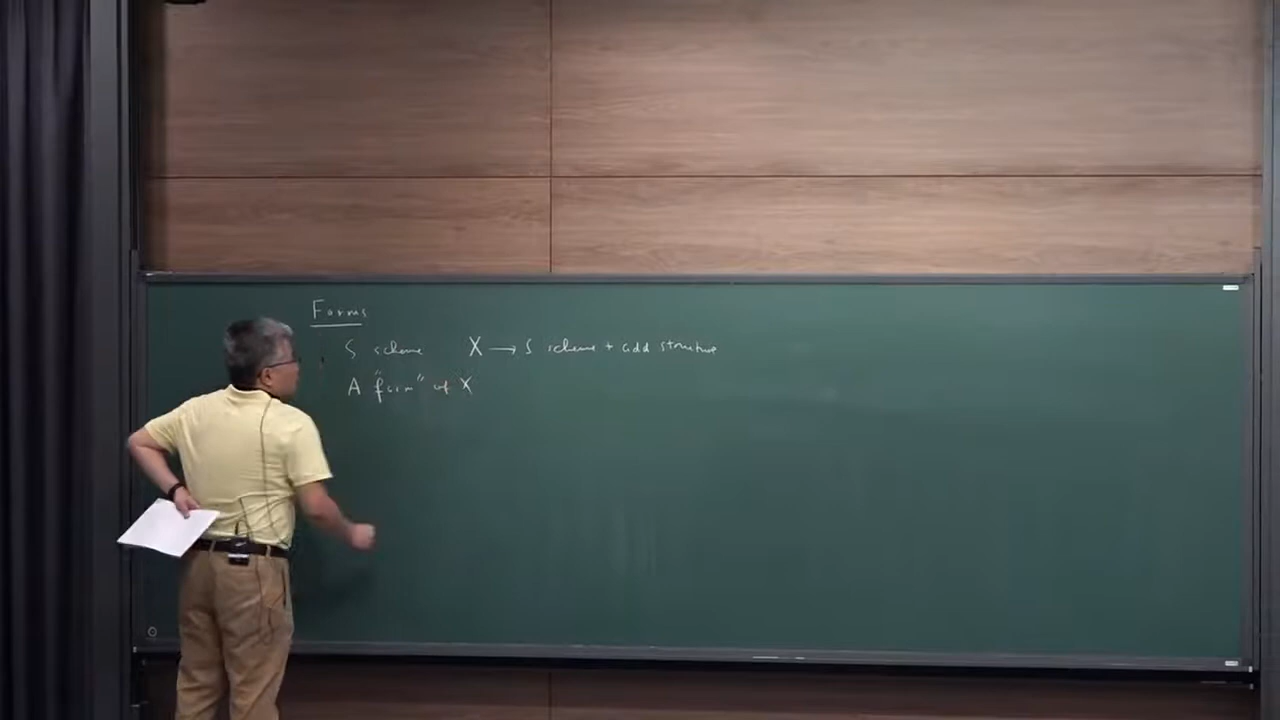 Forms
S scheme X → S scheme + add structure
A "form" of X